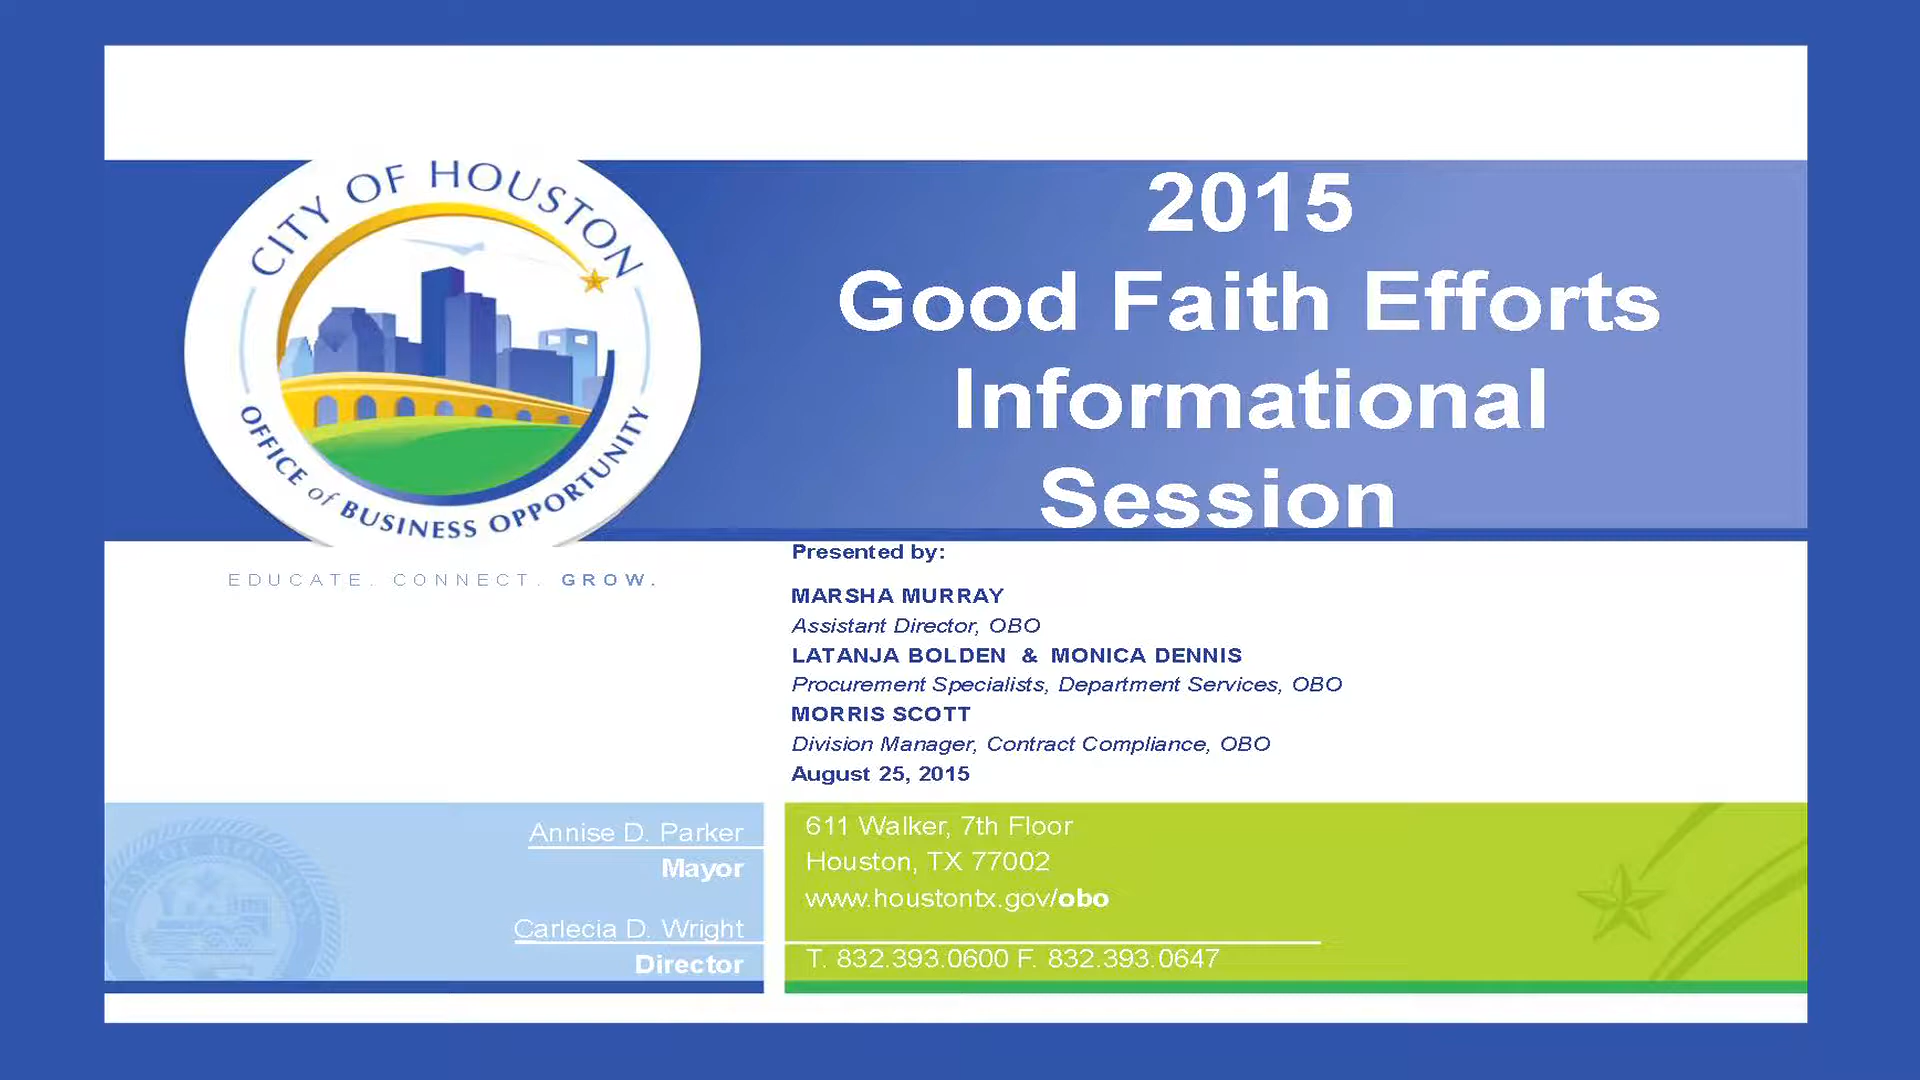 CITY OF HOUSTON
OFFICE of BUSINESS OPPORTUNITY
EDUCATE. CONNECT. GROW.
2015
Good Faith Efforts
Informational
Session
Presented by:
MARSHA MURRAY
Assistant Director, OBO
LATANJA BOLDEN & MONICA DENNIS
Procurement Specialists, Department Services, OBO
MORRIS SCOTT
Division Manager, Contract Compliance, OBO
August 25, 2015
Annise D. Parker
Mayor
Carlecia D. Wright
Director
611 Walker, 7th Floor
Houston, TX 77002
www.houstontx.gov/obo
T. 832.393.0600 F. 832.393.0647